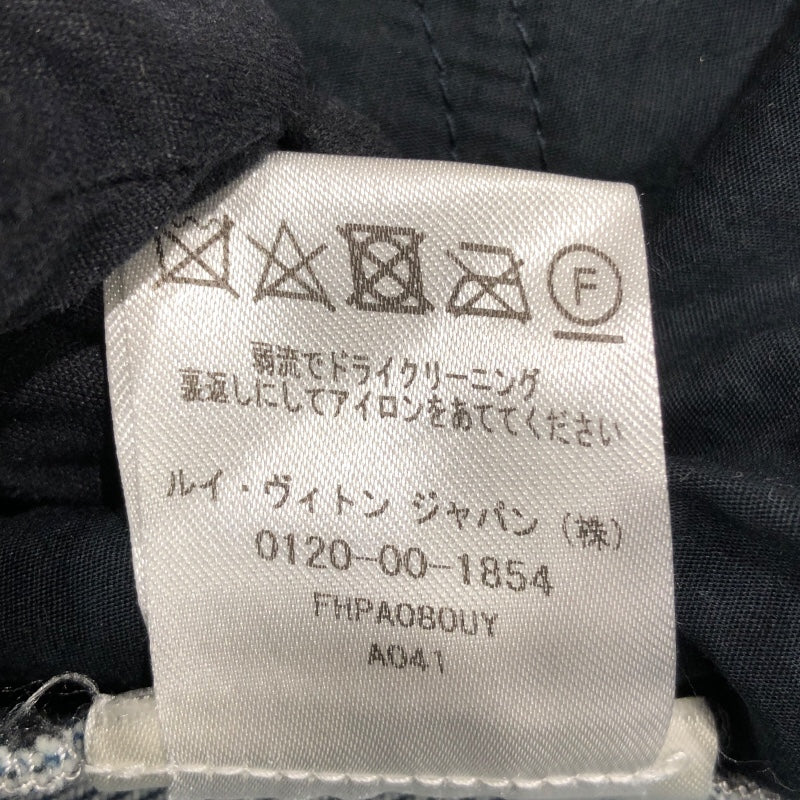 F
弱流でドライクリーニング
裏返しにしてアイロンをあててください
ルイ・ヴィトン ジャパン(株)
0120-00-1854
FHPA080UY
A041